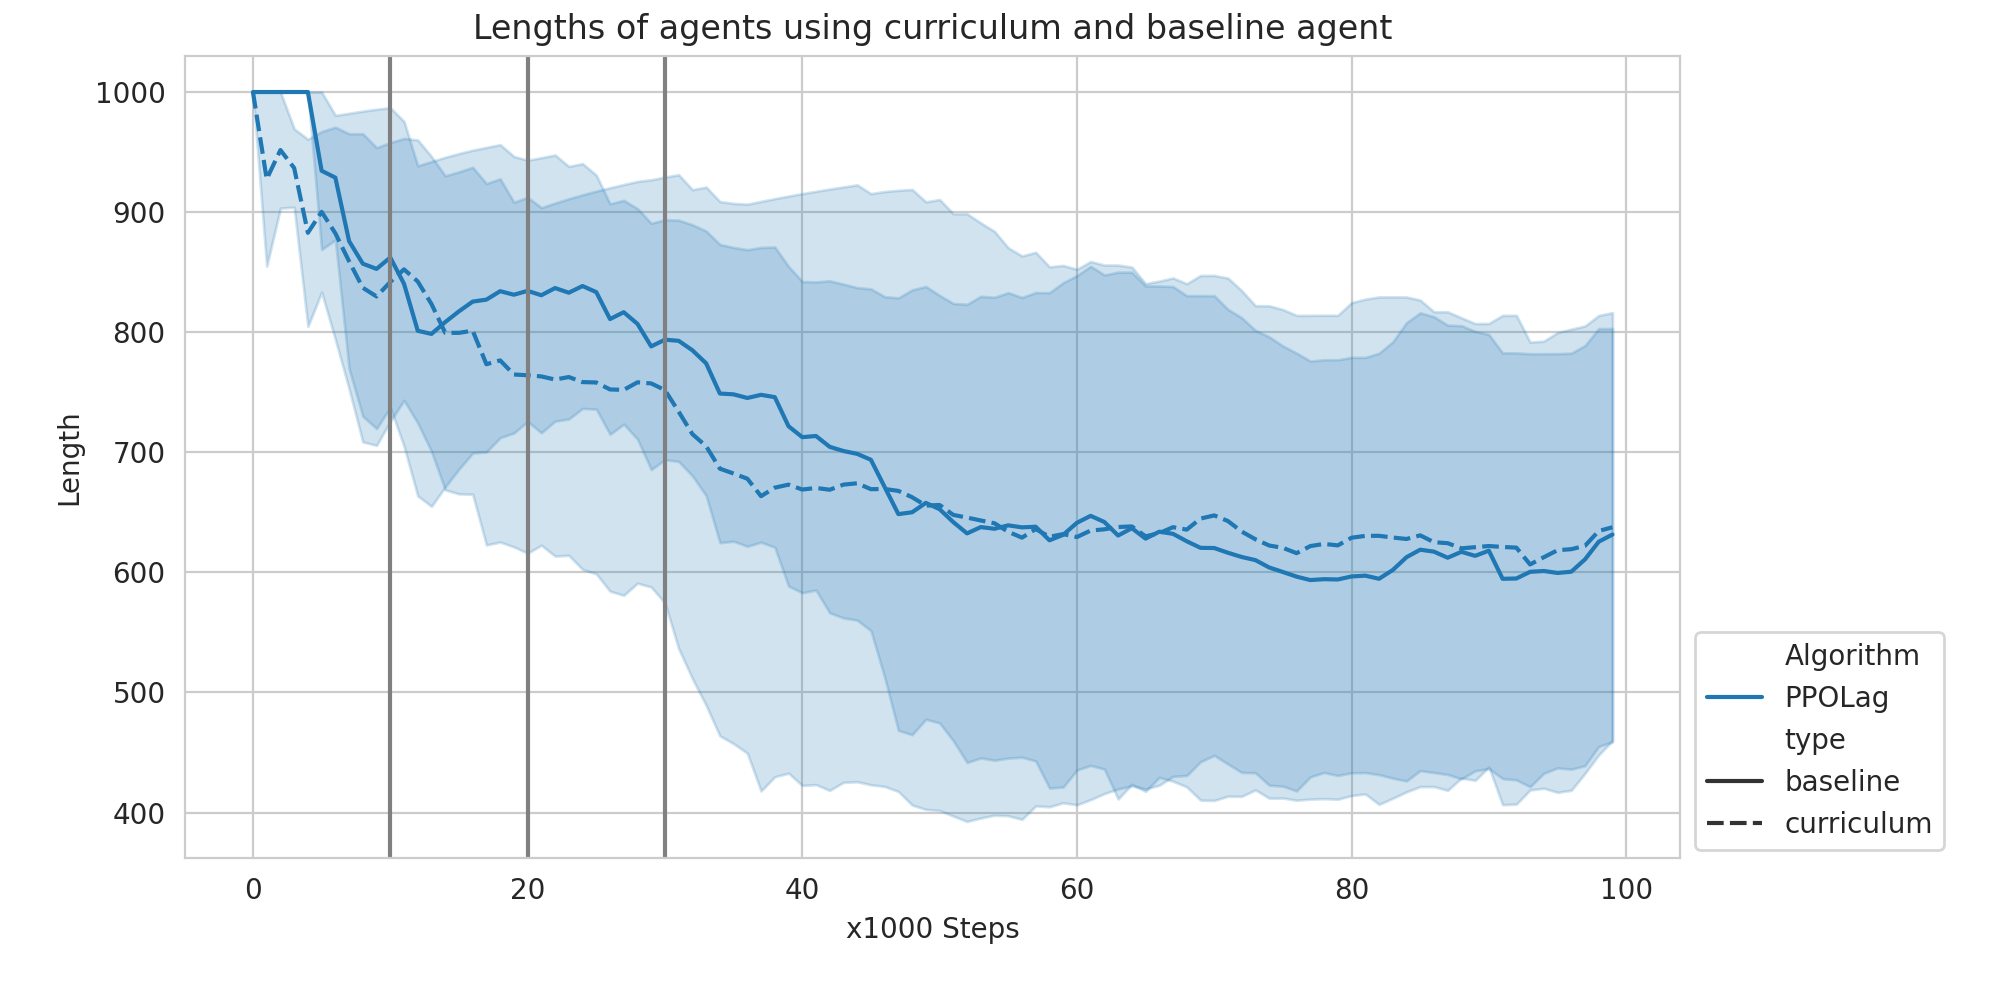 Lengths of agents using curriculum and baseline agent
1000
900
800
700
600
500
400
Length
0 20 40 60 80 100
x1000 Steps
Algorithm
PPOLag
type
baseline
curriculum